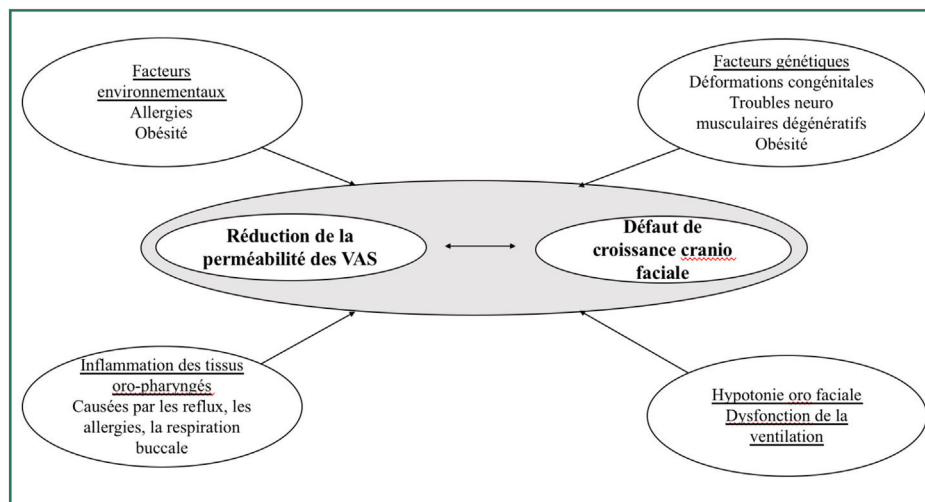 Facteurs
environnementaux
Allergies
Obésité
Facteurs génétiques
Déformations congénitales
Troubles neuro
musculaires dégénératifs
Obésité
Réduction de la
perméabilité des VAS
Défaut de
croissance cranio
faciale
Inflammation des tissus
oro-pharyngés
Causées par les reflux, les
allergies, la respiration
buccale
Hypotonie oro faciale
Dysfonction de la
ventilation